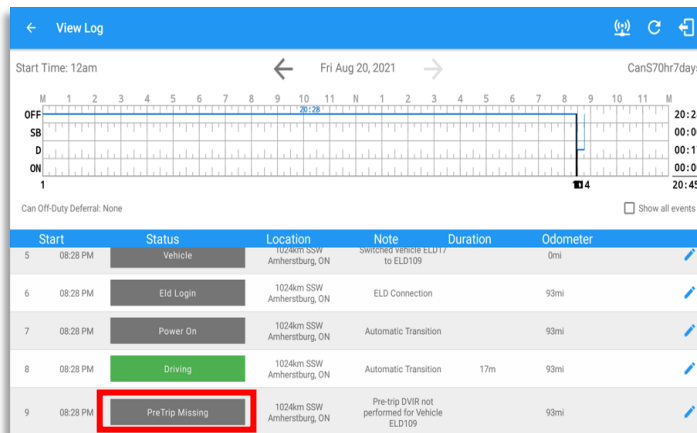 View Log
Start Time: 12am
Fri Aug 20, 2021
CanS70hr7days
M 1 2 3 4 5 6 7 8 9 10 11 N 1 2 3 4 5 6 7 8 9 10 11 M
OFF 20:28 20:2
SB 00:0
D 00:1
ON 00:0
1 4 20:45
Can Off-Duty Deferral: None
Show all events
Start Status Location Note Duration Odometer
5 08:28 PM Vehicle 1024km SSW Amherstburg, ON Switched vehicle ELD17 to ELD109 0mi
6 08:28 PM Eld Login 1024km SSW Amherstburg, ON ELD Connection 93mi
7 08:28 PM Power On 1024km SSW Amherstburg, ON Automatic Transition 93mi
8 08:28 PM Driving 1024km SSW Amherstburg, ON Automatic Transition 17m 93mi
9 08:28 PM PreTrip Missing 1024km SSW Amherstburg, ON Pre-trip DVIR not performed for Vehicle ELD109 93mi